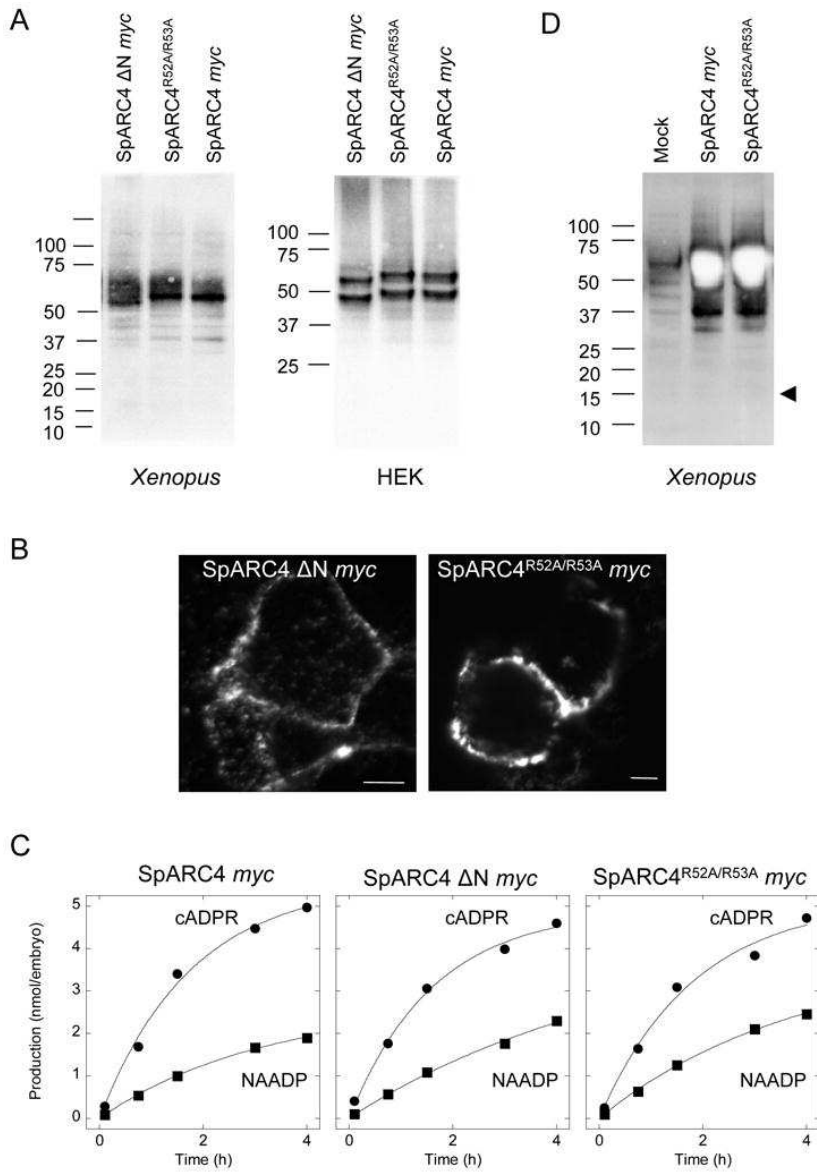 A
SpARC4 ΔN myc
SpARC4R52A/R53A
SpARC4 myc
100
75
50
37
25
20
15
10
Xenopus
SpARC4 ΔN myc
SpARC4R52A/R53A
SpARC4 myc
100
75
50
37
25
HEK
D
Mock
SpARC4 myc
SpARC4R52A/R53A
100
75
50
37
25
20
15
10
Xenopus
B
SpARC4 ΔN myc
SpARC4R52A/R53A myc
C
SpARC4 myc
SpARC4 ΔN myc
SpARC4R52A/R53A myc
Production (nmol/embryo)
5
4
3
2
1
0
cADPR
NAADP
0 2 4
Time (h)
cADPR
NAADP
0 2 4
Time (h)
cADPR
NAADP
0 2 4
Time (h)